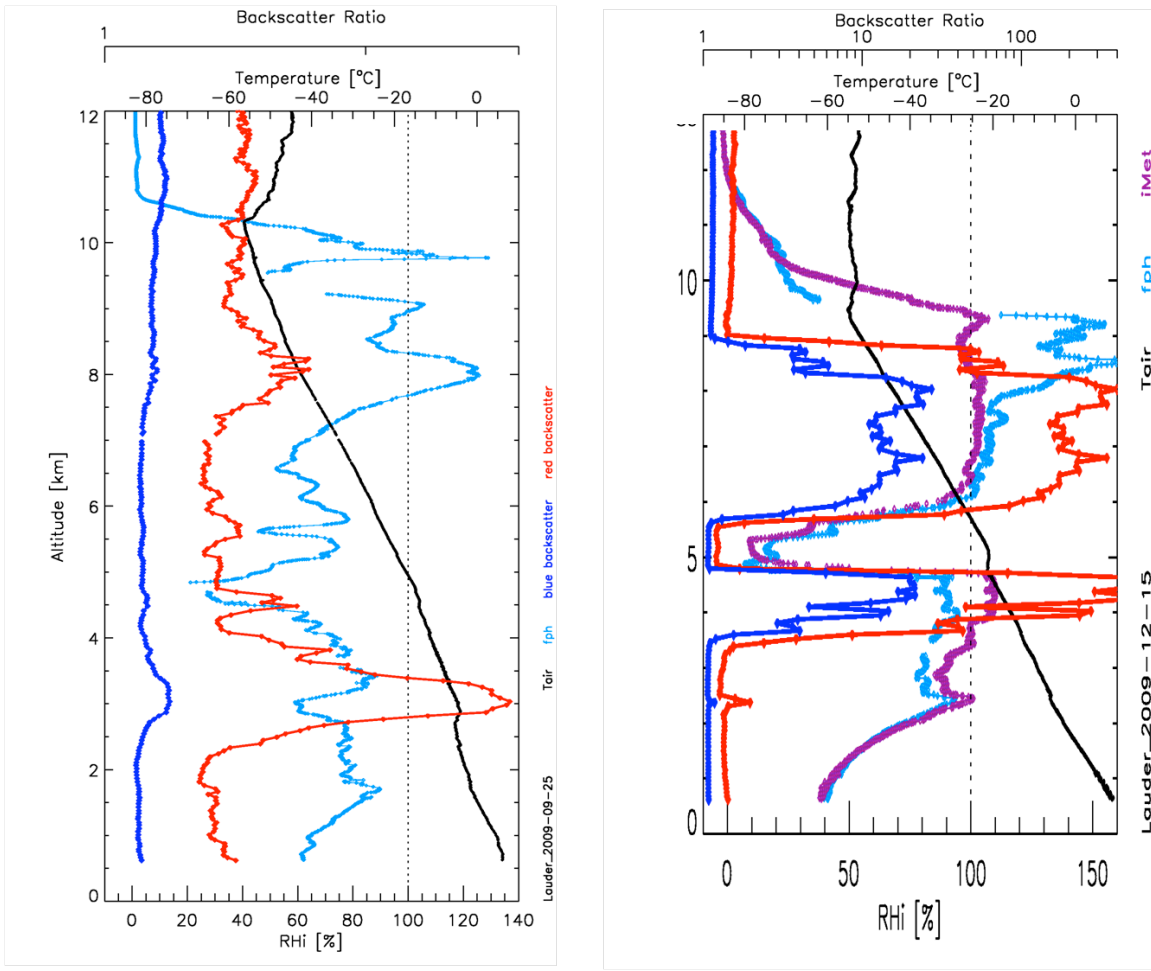 Backscatter Ratio
1
Temperature [°C]
−80 −60 −40 −20 0
12
10
8
6
4
2
0
Altitude [km]
0 20 40 60 80 100 120 140
RHi [%]
Lauder_2009−09−25 Tair fph blue backscatter red backscatter
Backscatter Ratio
1 10 100
Temperature [°C]
−80 −60 −40 −20 0
10
5
0
0 50 100 150
RHi [%]
Lauder_2009−12−15 Tair fph iMet